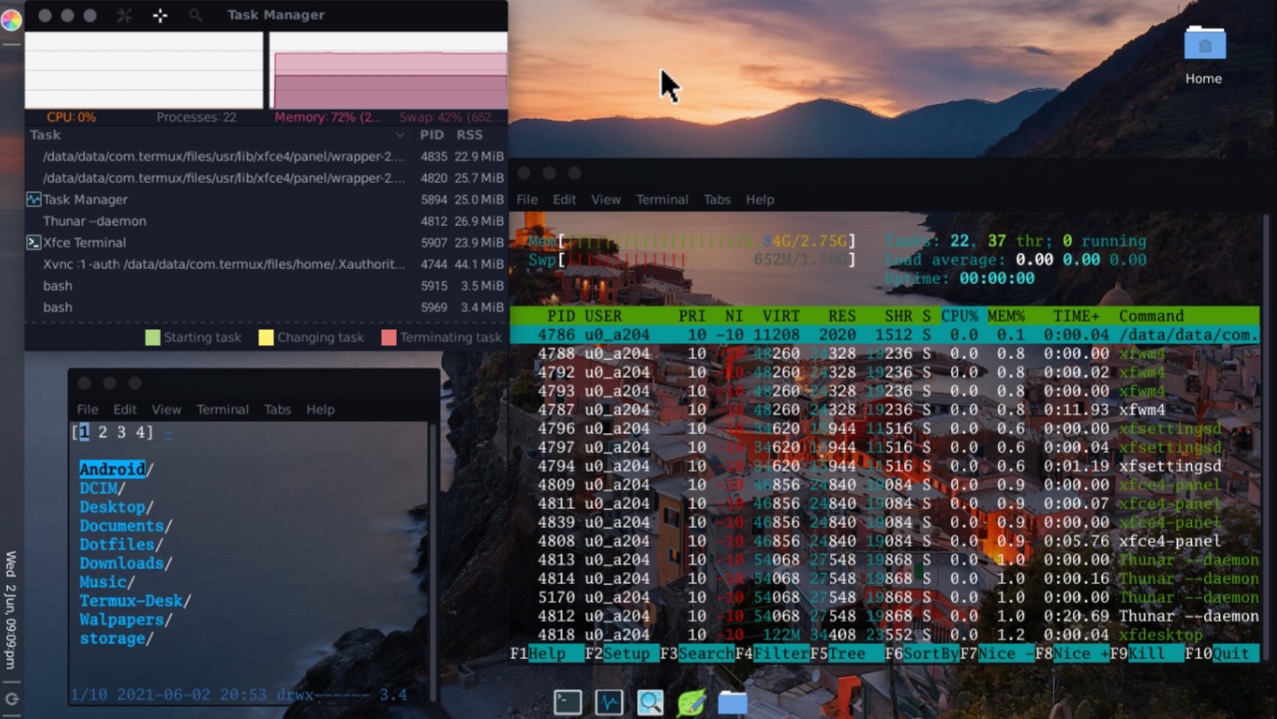 Task Manager
CPU: 0%
Processes: 22
Memory: 72% (2...
Swap: 42% (652...
Task PID RSS
/data/data/com.termux/files/usr/lib/xfce4/panel/wrapper-2.... 4835 22.9 MiB
/data/data/com.termux/files/usr/lib/xfce4/panel/wrapper-2.... 4820 25.7 MiB
Task Manager 5894 25.0 MiB
Thunar --daemon 4812 26.9 MiB
Xfce Terminal 5907 23.9 MiB
Xvnc :1 -auth /data/data/com.termux/files/home/.Xauthorit... 4744 44.1 MiB
bash 5915 3.5 MiB
bash 5969 3.4 MiB
Starting task Changing task Terminating task
Home
File Edit View Terminal Tabs Help
[1 2 3 4] ~
Android/
DCIM/
Desktop/
Documents/
Dotfiles/
Downloads/
Music/
Termux-Desk/
Walpapers/
storage/
1/10 2021-06-02 20:53 drwx------ 3.4
File Edit View Terminal Tabs Help
Mem[ 84G/2.75G] Tasks: 22, 37 thr; 0 running
Swp[ 652M/1.50G] Load average: 0.00 0.00 0.00
Uptime: 00:00:00
PID USER PRI NI VIRT RES SHR S CPU% MEM% TIME+ Command
4786 u0_a204 10 -10 11208 2020 1512 S 0.0 0.1 0:00.04 /data/data/com.
4788 u0_a204 10 -10 48260 24328 19236 S 0.0 0.8 0:00.00 xfwm4
4792 u0_a204 10 -10 48260 24328 19236 S 0.0 0.8 0:00.02 xfwm4
4793 u0_a204 10 -10 48260 24328 19236 S 0.0 0.8 0:00.00 xfwm4
4787 u0_a204 10 -10 48260 24328 19236 S 0.0 0.8 0:11.93 xfwm4
4796 u0_a204 10 -10 34620 15944 11516 S 0.0 0.6 0:00.00 xfsettingsd
4797 u0_a204 10 -10 34620 15944 11516 S 0.0 0.6 0:00.04 xfsettingsd
4794 u0_a204 10 -10 34620 15944 11516 S 0.0 0.6 0:01.19 xfsettingsd
4809 u0_a204 10 -10 46856 24840 19084 S 0.0 0.9 0:00.00 xfce4-panel
4811 u0_a204 10 -10 46856 24840 19084 S 0.0 0.9 0:00.07 xfce4-panel
4839 u0_a204 10 -10 46856 24840 19084 S 0.0 0.9 0:00.00 xfce4-panel
4808 u0_a204 10 -10 46856 24840 19084 S 0.0 0.9 0:05.76 xfce4-panel
4813 u0_a204 10 -10 54068 27548 19868 S 0.0 1.0 0:00.00 Thunar --daemon
4814 u0_a204 10 -10 54068 27548 19868 S 0.0 1.0 0:00.16 Thunar --daemon
5170 u0_a204 10 -10 54068 27548 19868 S 0.0 1.0 0:00.00 Thunar --daemon
4812 u0_a204 10 -10 54068 27548 19868 S 0.0 1.0 0:20.69 Thunar --daemon
4818 u0_a204 10 -10 122M 34408 23552 S 0.0 1.2 0:00.04 xfdesktop
F1Help F2Setup F3SearchF4FilterF5Tree F6SortByF7Nice -F8Nice +F9Kill F10Quit
Wed 2 Jun, 09:09:pm